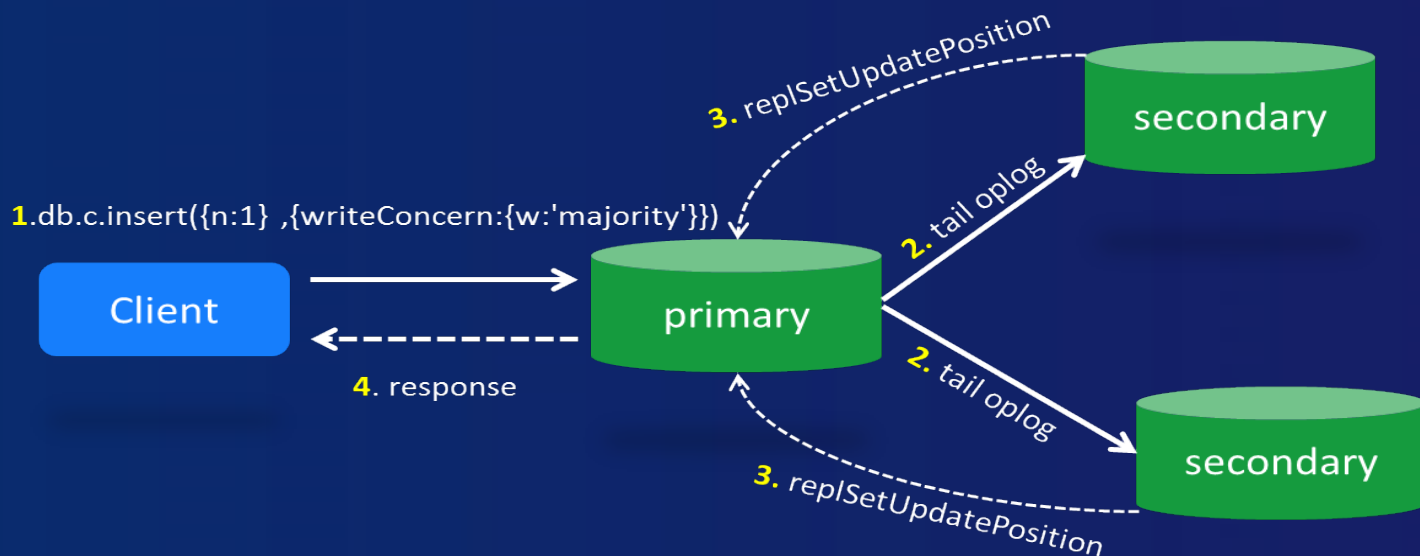 3. replSetUpdatePosition
secondary
2. tail oplog
1.db.c.insert({n:1} ,{writeConcern:{w:'majority'}})
Client
primary
4. response
2. tail oplog
secondary
3. replSetUpdatePosition